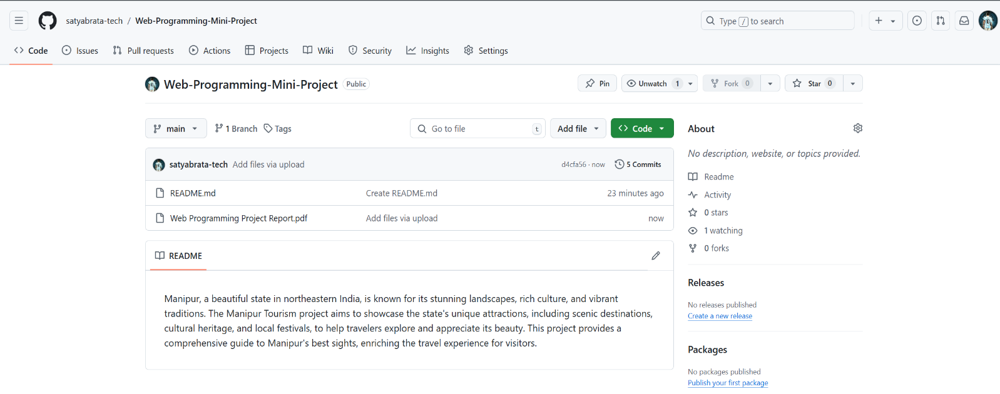 satyabrata-tech / Web-Programming-Mini-Project
Type / to search
Code Issues Pull requests Actions Projects Wiki Security Insights Settings
Web-Programming-Mini-Project Public
Pin Unwatch 1 Fork 0 Star 0
main 1 Branch Tags Go to file t Add file Code
satyabrata-tech Add files via upload d4cfa56 · now 5 Commits
README.md Create README.md 23 minutes ago
Web Programming Project Report.pdf Add files via upload now
README
Manipur, a beautiful state in northeastern India, is known for its stunning landscapes, rich culture, and vibrant
traditions. The Manipur Tourism project aims to showcase the state's unique attractions, including scenic destinations,
cultural heritage, and local festivals, to help travelers explore and appreciate its beauty. This project provides a
comprehensive guide to Manipur's best sights, enriching the travel experience for visitors.
About
No description, website, or topics provided.
Readme
Activity
0 stars
1 watching
0 forks
Releases
No releases published
Create a new release
Packages
No packages published
Publish your first package